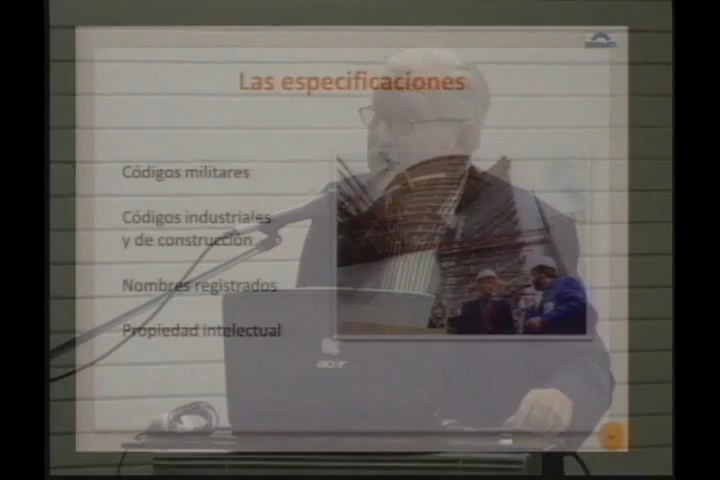 Las especificaciones
Códigos militares
Códigos industriales
y de construcción
Nombres registrados
Propiedad intelectual
acer